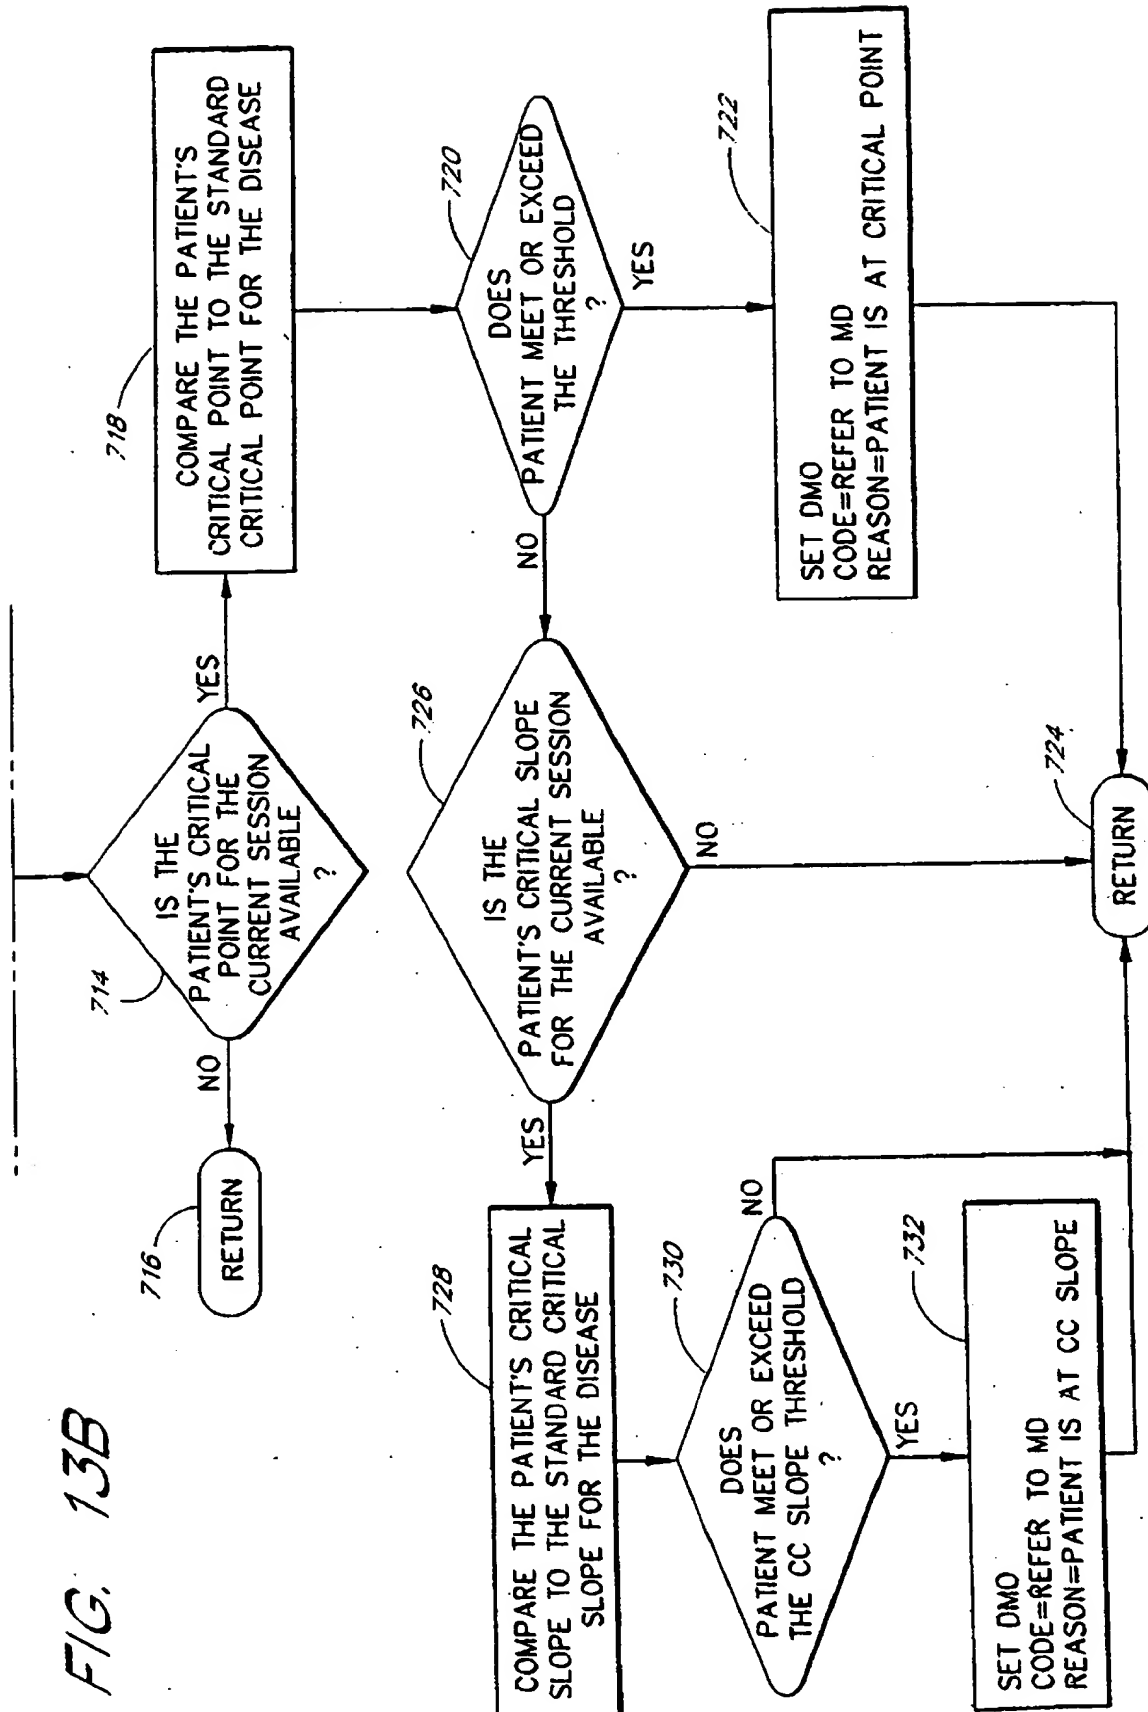 FIG. 13B
714
IS THE
PATIENT'S CRITICAL
POINT FOR THE
CURRENT SESSION
AVAILABLE
?
NO
YES
716
RETURN
718
COMPARE THE PATIENT'S
CRITICAL POINT TO THE STANDARD
CRITICAL POINT FOR THE DISEASE
720
DOES
PATIENT MEET OR EXCEED
THE THRESHOLD
?
NO
YES
722
SET DMO
CODE=REFER TO MD
REASON=PATIENT IS AT CRITICAL POINT
726
IS THE
PATIENT'S CRITICAL SLOPE
FOR THE CURRENT SESSION
AVAILABLE
?
YES
NO
724
RETURN
728
COMPARE THE PATIENT'S CRITICAL
SLOPE TO THE STANDARD CRITICAL
SLOPE FOR THE DISEASE
730
DOES
PATIENT MEET OR EXCEED
THE CC SLOPE THRESHOLD
?
NO
YES
732
SET DMO
CODE=REFER TO MD
REASON=PATIENT IS AT CC SLOPE